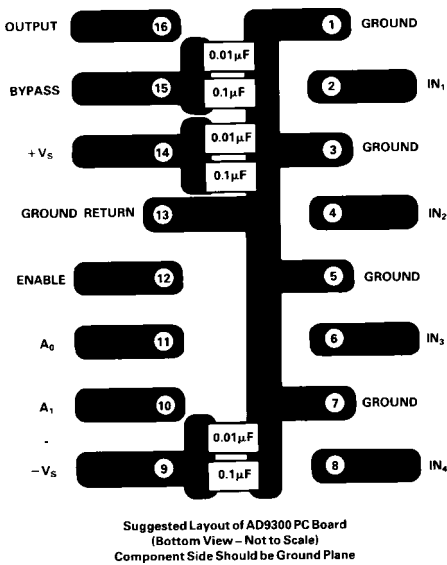 OUTPUT 16 1 GROUND
0.01µF
BYPASS 15 0.1µF 2 IN1
+VS 14 0.01µF 3 GROUND
0.1µF
GROUND RETURN 13 4 IN2
ENABLE 12 5 GROUND
A0 11 6 IN3
A1 10 7 GROUND
-
0.01µF
−VS 9 0.1µF 8 IN4
Suggested Layout of AD9300 PC Board
(Bottom View – Not to Scale)
Component Side Should be Ground Plane